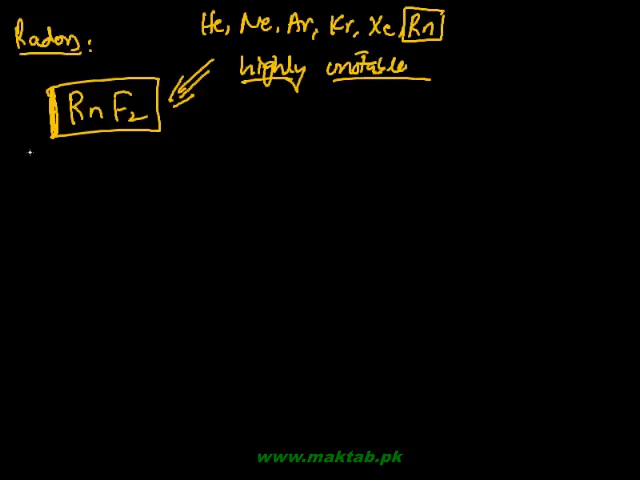 He, Ne, Ar, Kr, Xe, Rn
Radon:
highly unstable
RnF2
www.maktab.pk